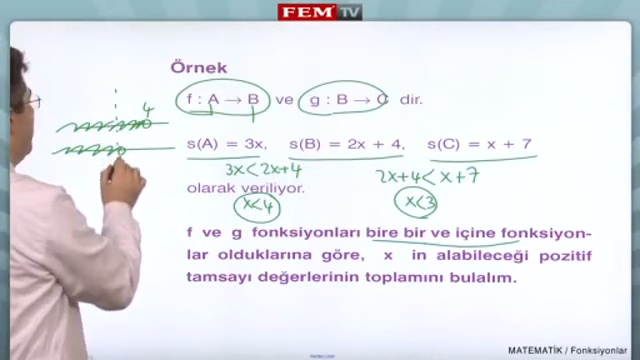 FEM TV
Örnek
f : A → B ve g : B → C dir.
4
s(A) = 3x, s(B) = 2x + 4, s(C) = x + 7
3x<2x+4 2x+4<x+7
olarak veriliyor.
x<4 x<3
f ve g fonksiyonları bire bir ve içine fonksiyon-
lar olduklarına göre, x in alabileceği pozitif
tamsayı değerlerinin toplamını bulalım.
MATEMATİK / Fonksiyonlar